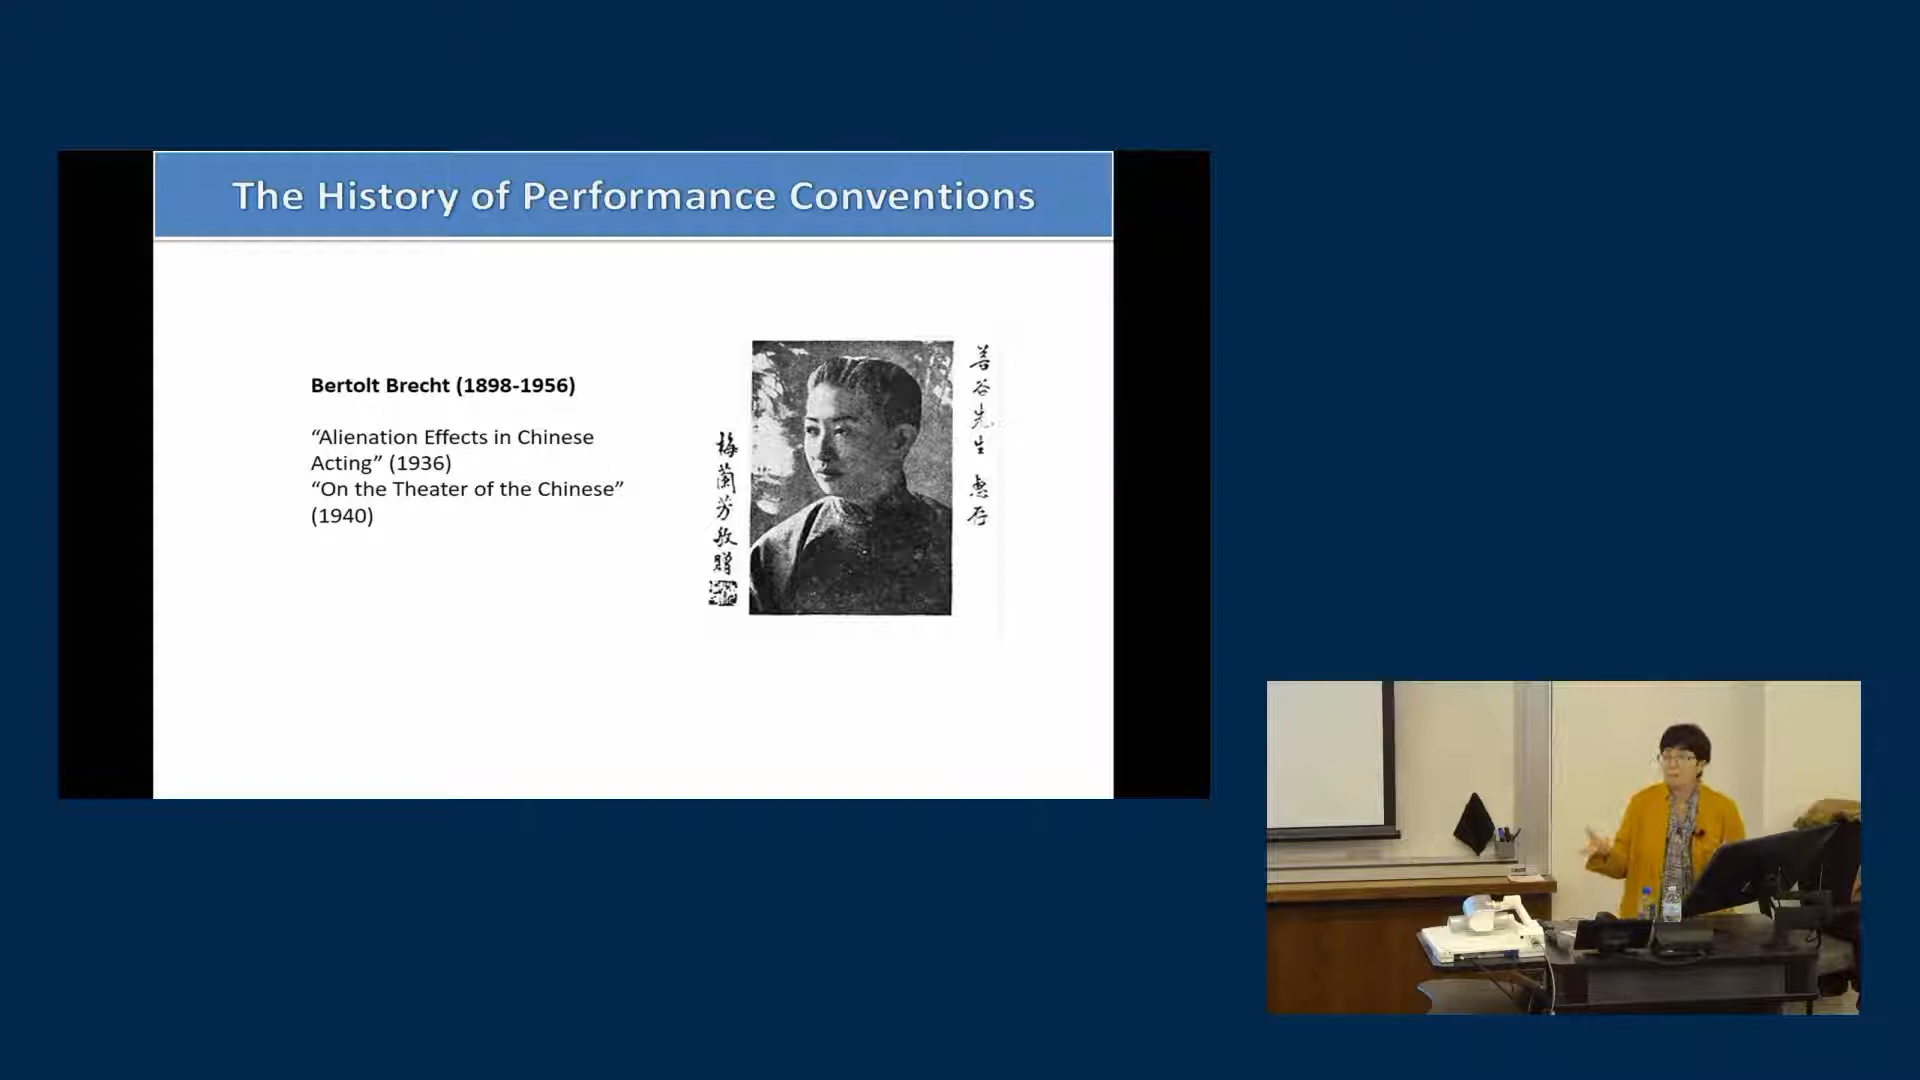 The History of Performance Conventions
Bertolt Brecht (1898-1956)
“Alienation Effects in Chinese
Acting” (1936)
“On the Theater of the Chinese”
(1940)
善谷先生 惠存
梅蘭芳敬贈